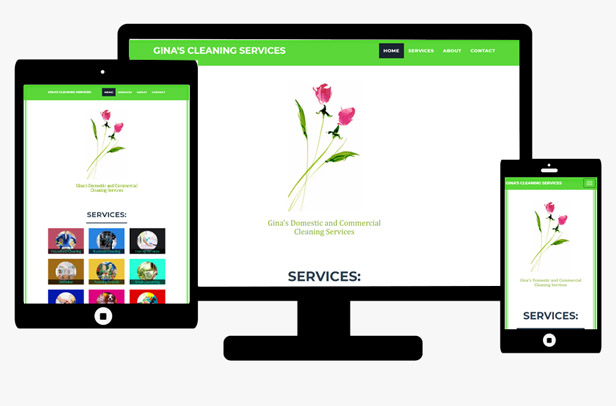 GINA'S CLEANING SERVICES
HOME SERVICES ABOUT CONTACT
Gina's Domestic and Commercial
Cleaning Services
SERVICES:
GINA'S CLEANING SERVICES
HOME SERVICES ABOUT CONTACT
Gina's Domestic and Commercial
Cleaning Services
SERVICES:
GINA'S CLEANING SERVICES
Gina's Domestic and Commercial
Cleaning Services
SERVICES: